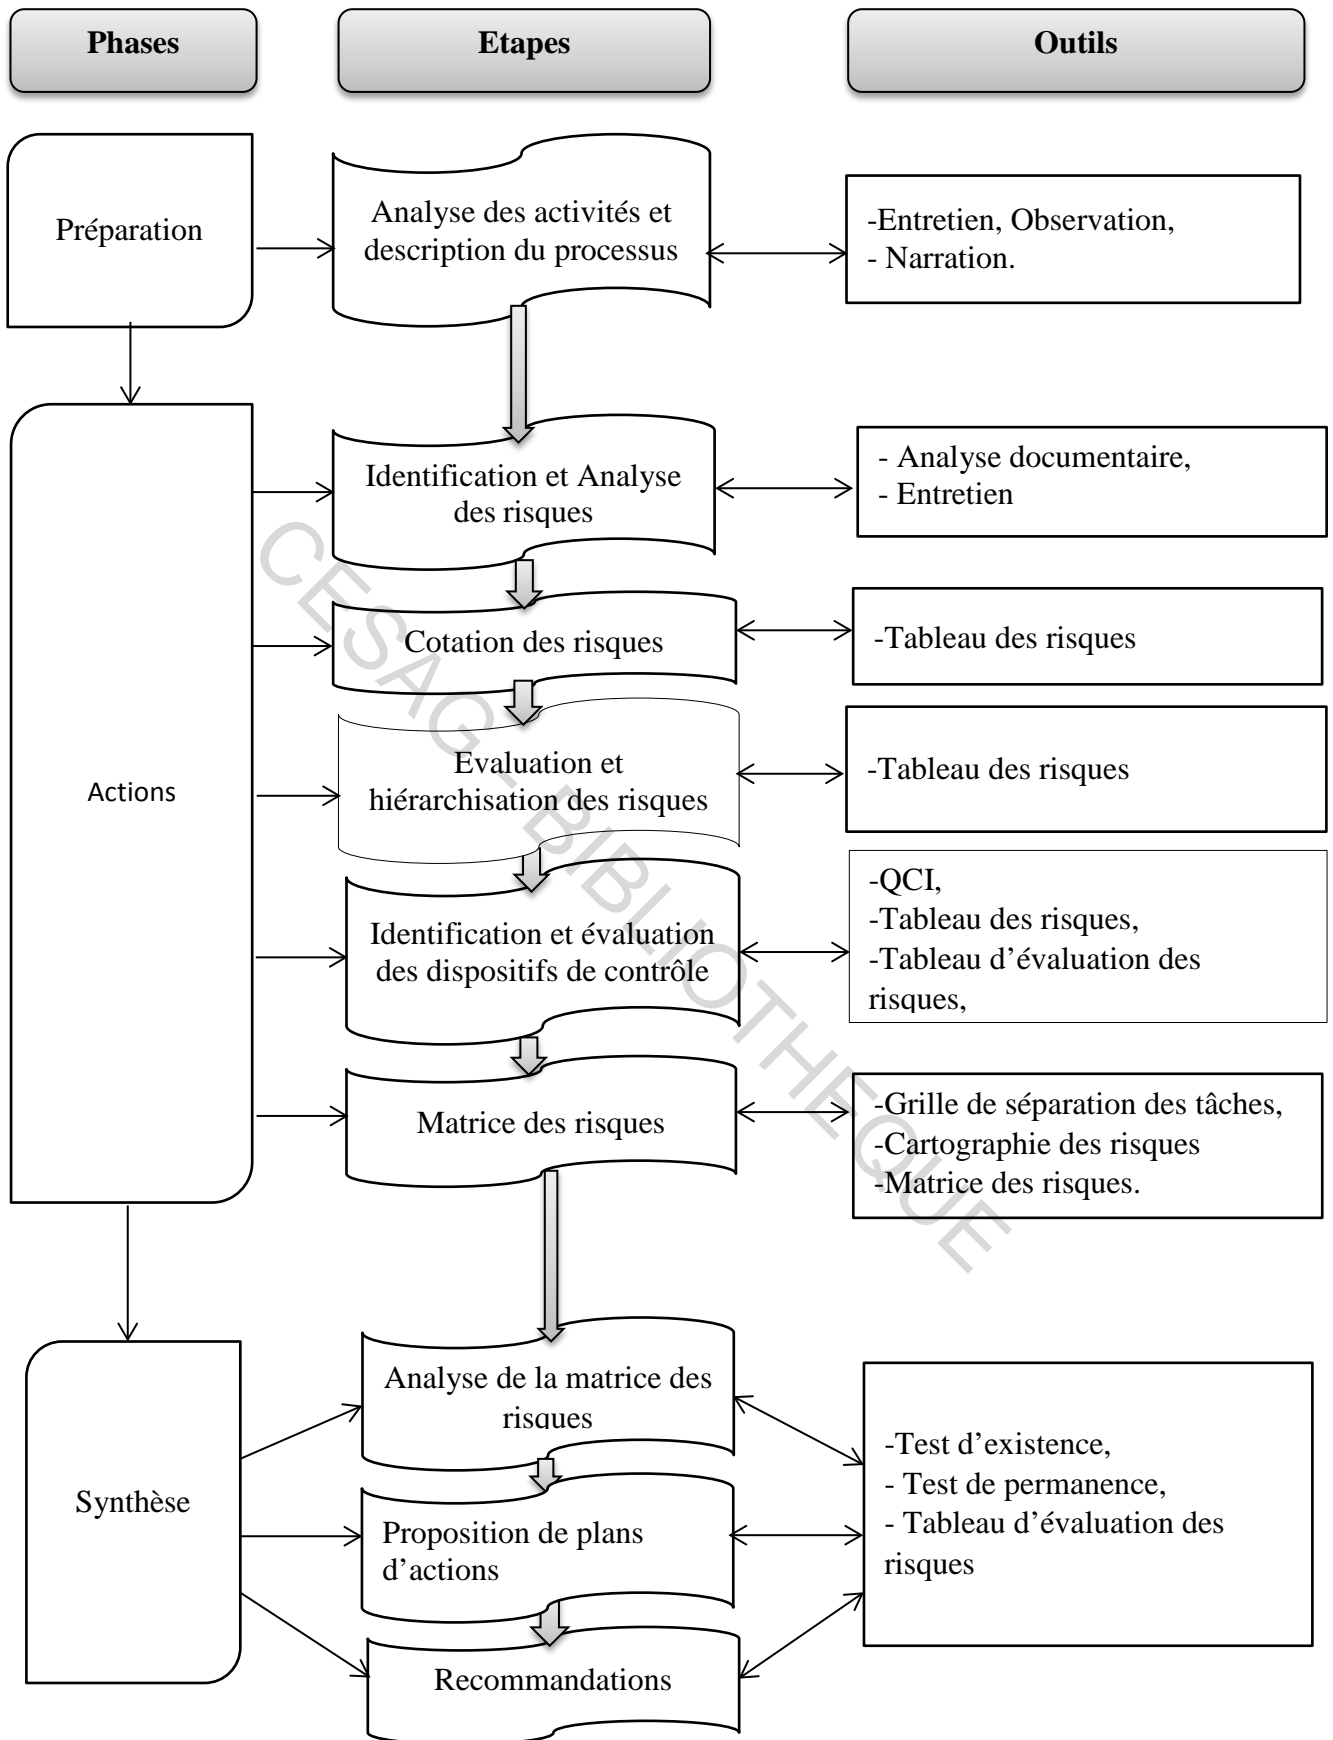 Phases
Etapes
Outils
Préparation
Analyse des activités et
description du processus
-Entretien, Observation,
- Narration.
Actions
Identification et Analyse
des risques
- Analyse documentaire,
- Entretien
Cotation des risques
-Tableau des risques
Evaluation et
hiérarchisation des risques
-Tableau des risques
Identification et évaluation
des dispositifs de contrôle
-QCI,
-Tableau des risques,
-Tableau d’évaluation des
risques,
Matrice des risques
-Grille de séparation des tâches,
-Cartographie des risques
-Matrice des risques.
Synthèse
Analyse de la matrice des
risques
Proposition de plans
d’actions
Recommandations
-Test d’existence,
- Test de permanence,
- Tableau d’évaluation des
risques
CESAG - BIBLIOTHEQUE